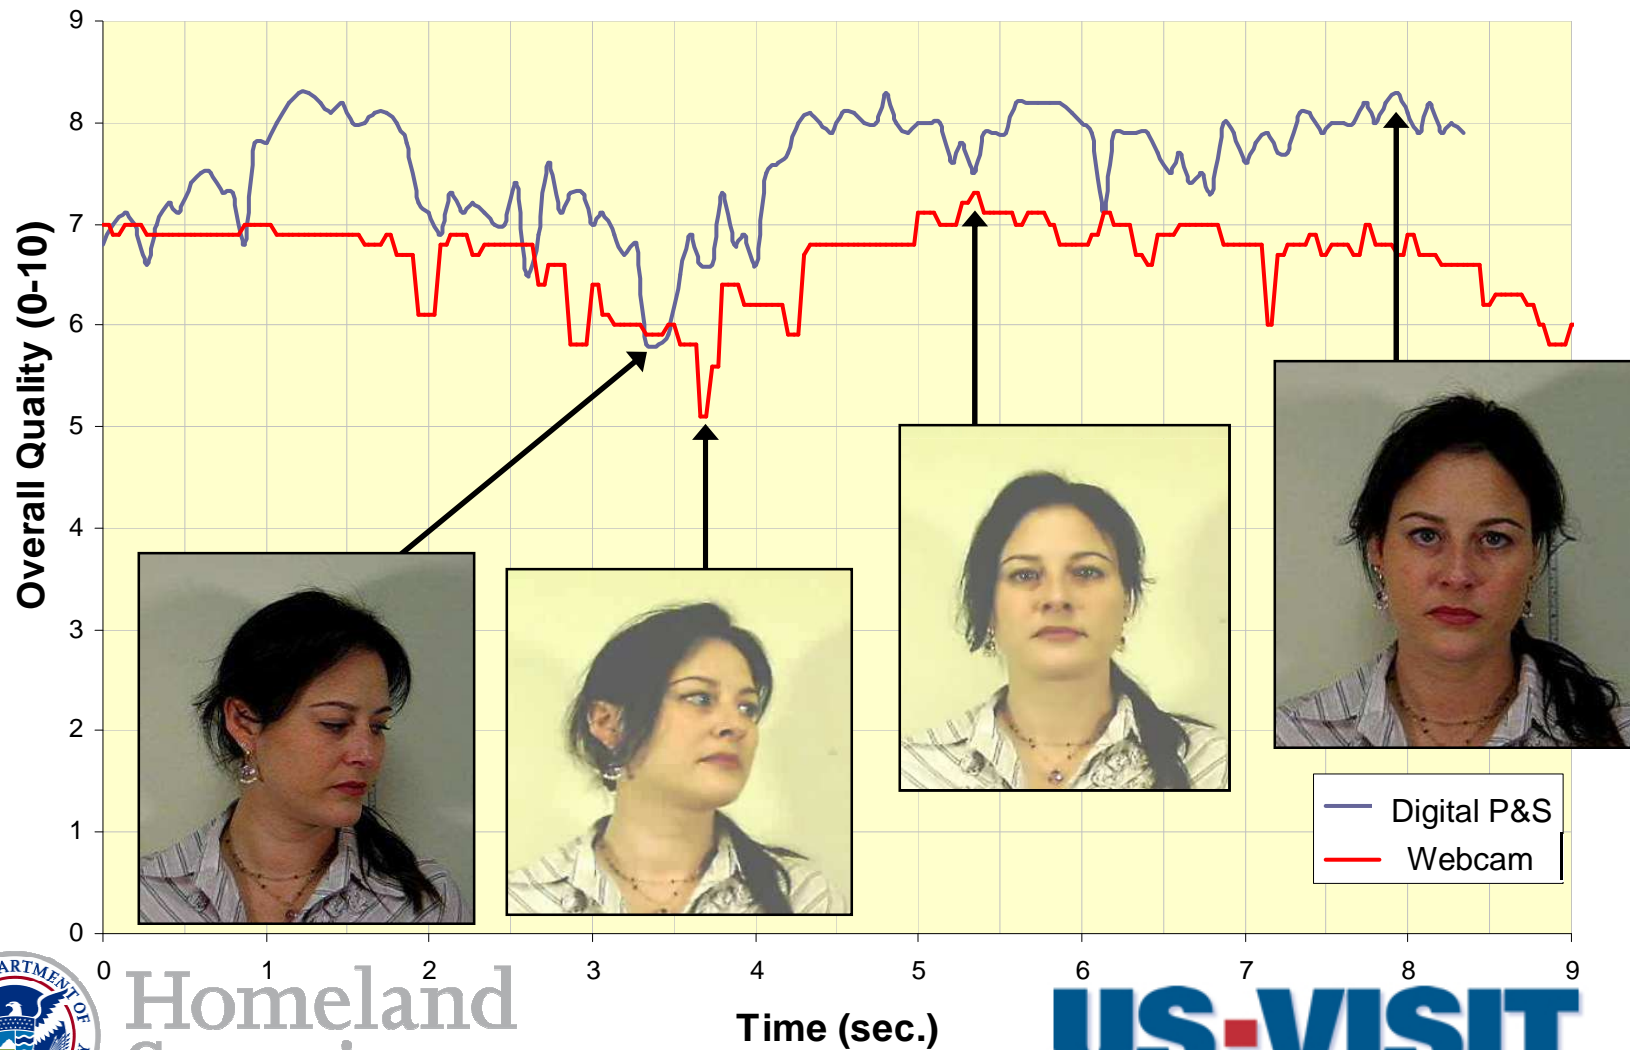 9
8
7
6
5
4
3
2
1
0
Overall Quality (0-10)
Digital P&S
Webcam
0 1 2 3 4 5 6 7 8 9
Time (sec.)
Homeland
US-VISIT